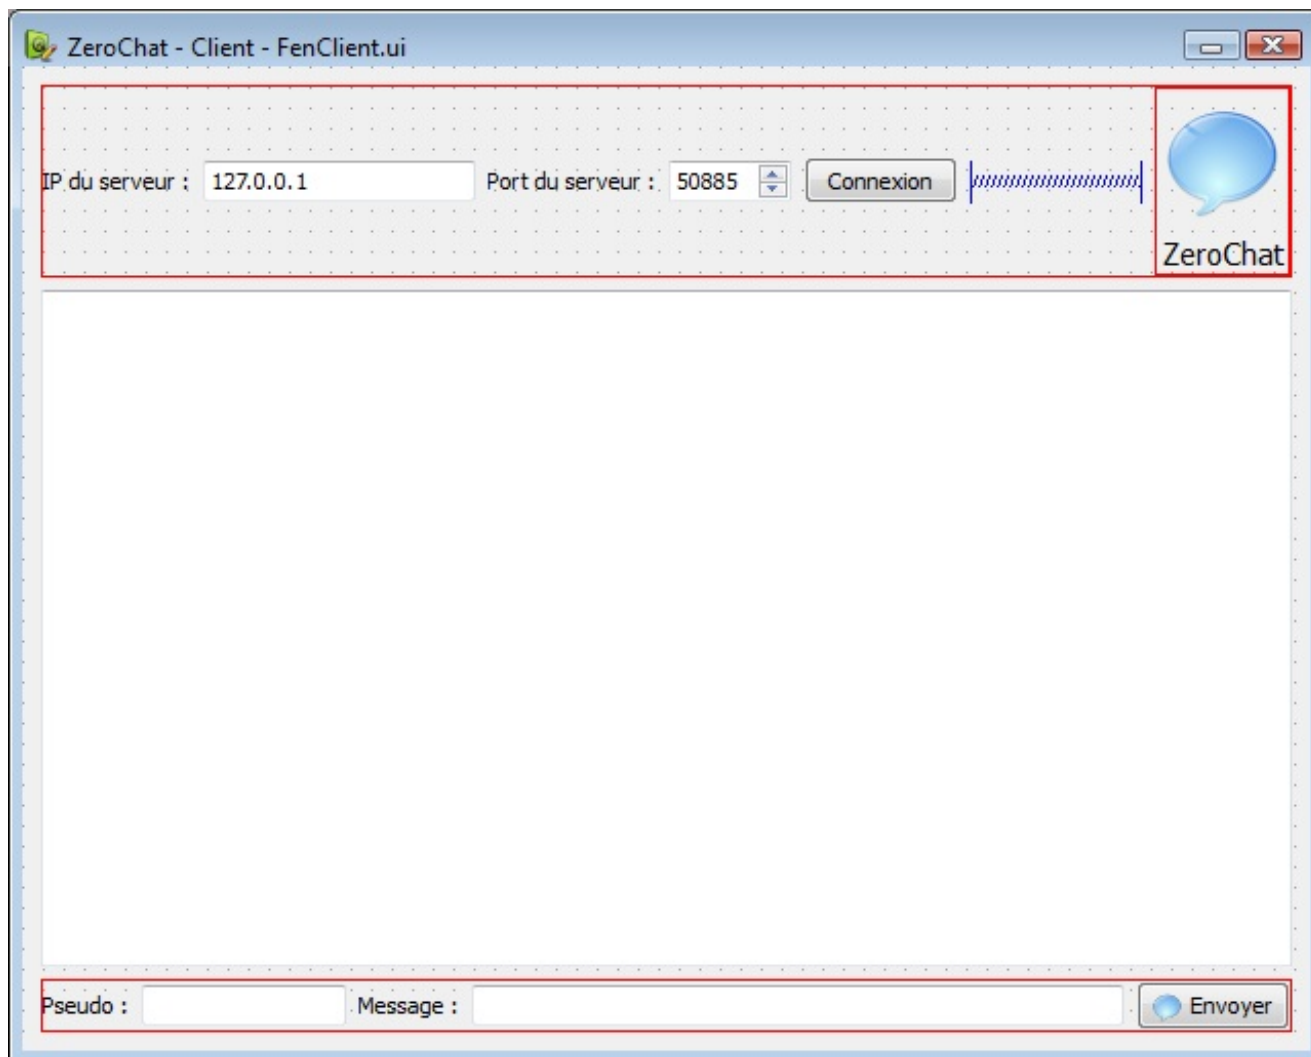 ZeroChat - Client - FenClient.ui
IP du serveur : 127.0.0.1 Port du serveur : 50885 Connexion
ZeroChat
Pseudo : Message : Envoyer